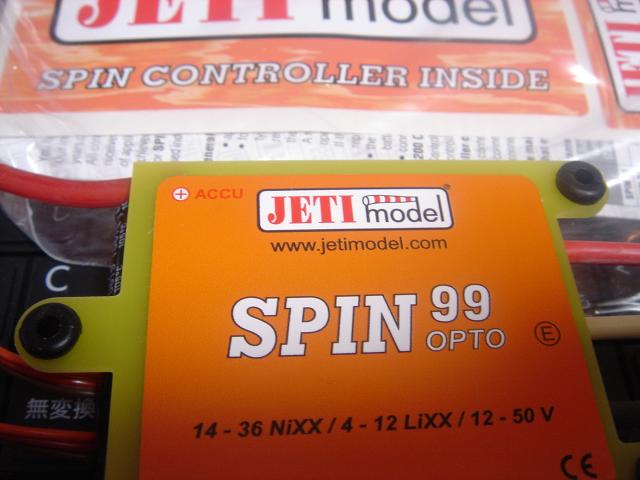 JETI model
SPIN CONTROLLER INSIDE
ACCU
JETI model
www.jetimodel.com
SPIN 99
OPTO
E
14 - 36 NiXX / 4 - 12 LiXX / 12 - 50 V
CE
C
無変換